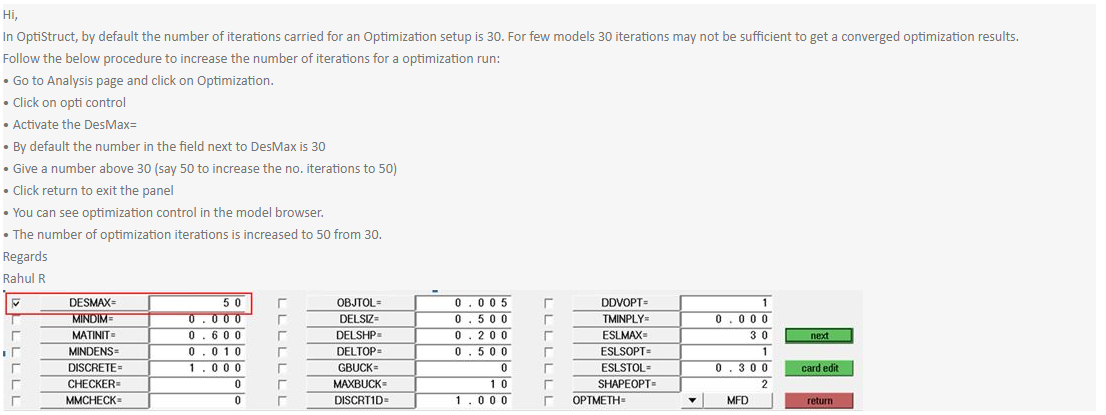 Hi,
In OptiStruct, by default the number of iterations carried for an Optimization setup is 30. For few models 30 iterations may not be sufficient to get a converged optimization results.
Follow the below procedure to increase the number of iterations for a optimization run:
• Go to Analysis page and click on Optimization.
• Click on opti control
• Activate the DesMax=
• By default the number in the field next to DesMax is 30
• Give a number above 30 (say 50 to increase the no. iterations to 50)
• Click return to exit the panel
• You can see optimization control in the model browser.
• The number of optimization iterations is increased to 50 from 30.
Regards
Rahul R
DESMAX= 50 OBJTOL= 0.005 DDVOPT= 1
MINDIM= 0.000 DELSIZ= 0.500 TMINPLY= 0.000
MATINIT= 0.600 DELSHP= 0.200 ESLMAX= 30 next
MINDENS= 0.010 DELTOP= 0.500 ESLSOPT= 1
DISCRETE= 1.000 GBUCK= 0 ESLSTOL= 0.300 card edit
CHECKER= 0 MAXBUCK= 10 SHAPEOPT= 2
MMCHECK= 0 DISCRT1D= 1.000 OPTMETH= MFD return